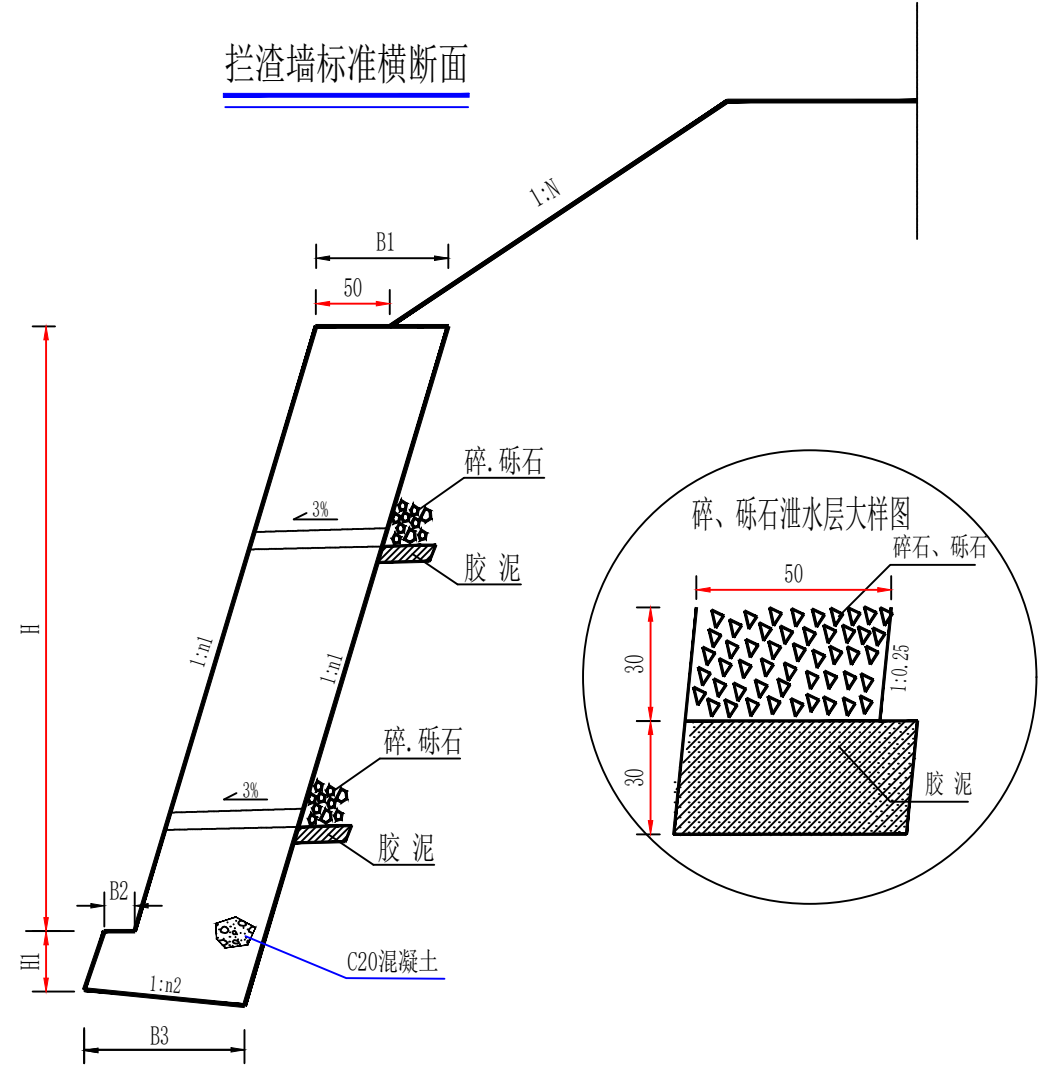 拦渣墙标准横断面
1:N
B1
50
碎.砾石
3%
胶 泥
H
1:n1
1:n1
碎.砾石
3%
胶 泥
B2
H1
C20混凝土
1:n2
B3
碎、砾石泄水层大样图
碎石、砾石
50
30
1:0.25
30
胶 泥